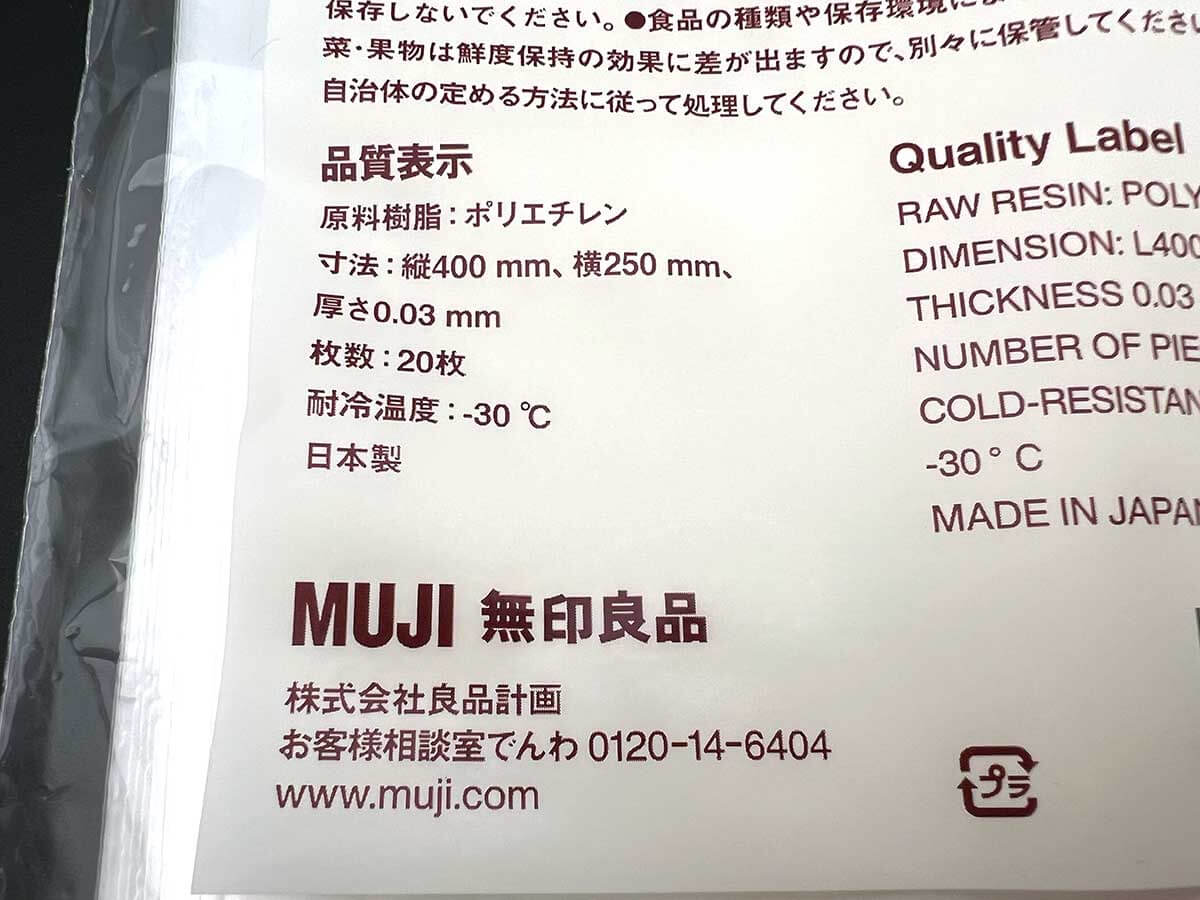 保存しないでください。●食品の種類や保存環境によ
菜・果物は鮮度保持の効果に差が出ますので、別々に保管してくださ
自治体の定める方法に従って処理してください。
品質表示
原料樹脂：ポリエチレン
寸法：縦400 mm、横250 mm、
厚さ0.03 mm
枚数：20枚
耐冷温度：-30 ℃
日本製
Quality Label
RAW RESIN: POLY
DIMENSION: L400
THICKNESS 0.03
NUMBER OF PIE
COLD-RESISTAN
-30° C
MADE IN JAPAN
MUJI 無印良品
株式会社良品計画
お客様相談室でんわ 0120-14-6404
www.muji.com
プラ